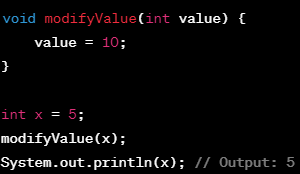 void modifyValue(int value) {
    value = 10;
}

int x = 5;
modifyValue(x);
System.out.println(x); // Output: 5